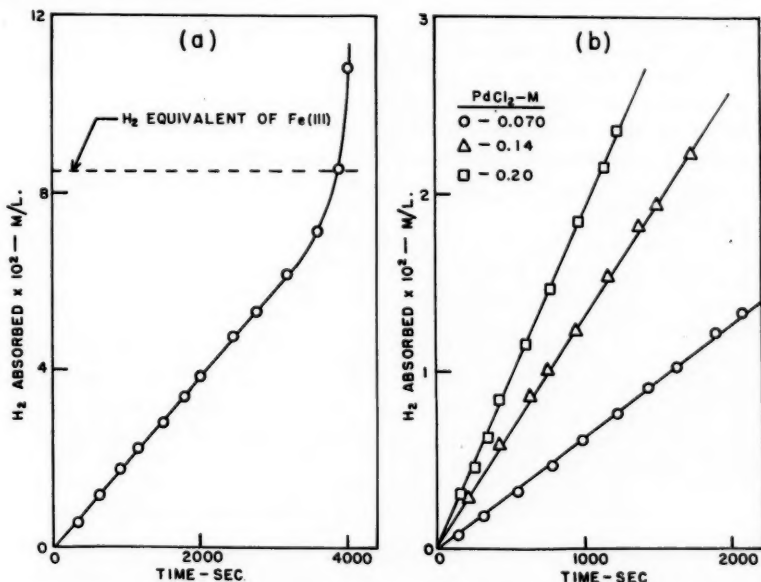 (a)
12
8
4
0
H₂ ABSORBED x 10² — M/L.
H₂ EQUIVALENT OF Fe(III)
0
2000
4000
TIME-SEC.
(b)
3
2
1
0
H₂ ABSORBED x 10² — M/L.
PdCl₂-M
○ - 0.070
△ - 0.14
□ - 0.20
0
1000
2000
TIME-SEC.